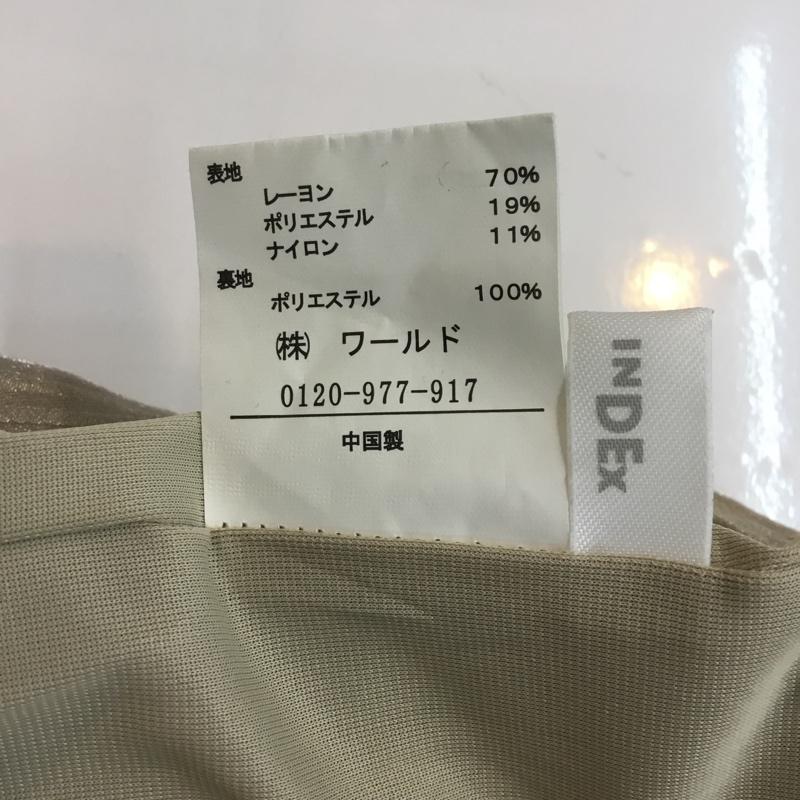 表地
レーヨン 70%
ポリエステル 19%
ナイロン 11%
裏地
ポリエステル 100%
㈱ ワールド
0120-977-917
中国製
INDEX